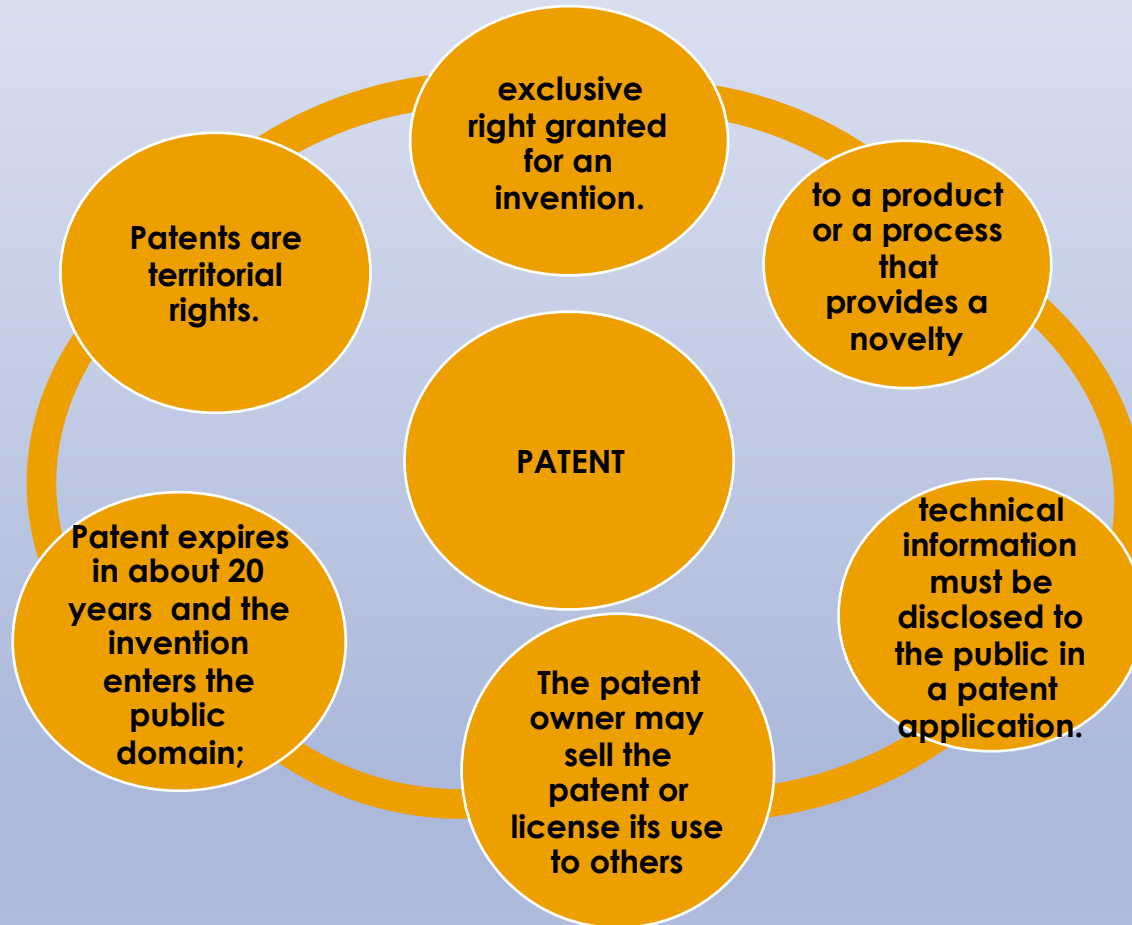 exclusive
right granted
for an
invention.
to a product
or a process
that
provides a
novelty
technical
information
must be
disclosed to
the public in
a patent
application.
The patent
owner may
sell the
patent or
license its use
to others
Patent expires
in about 20
years and the
invention
enters the
public
domain;
Patents are
territorial
rights.
PATENT